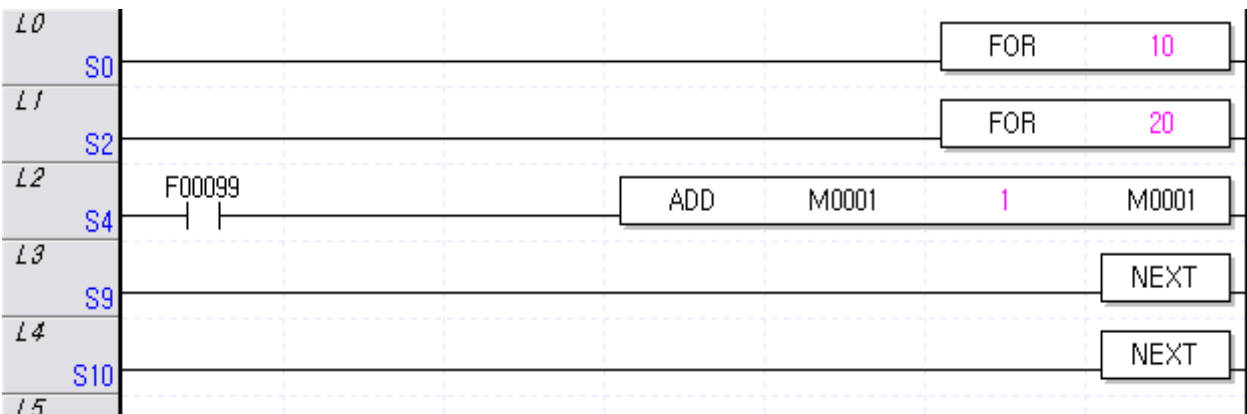 L0
FOR 10
S0
L1
FOR 20
S2
L2
F00099
ADD M0001 1 M0001
S4
L3
NEXT
S9
L4
NEXT
S10
L5